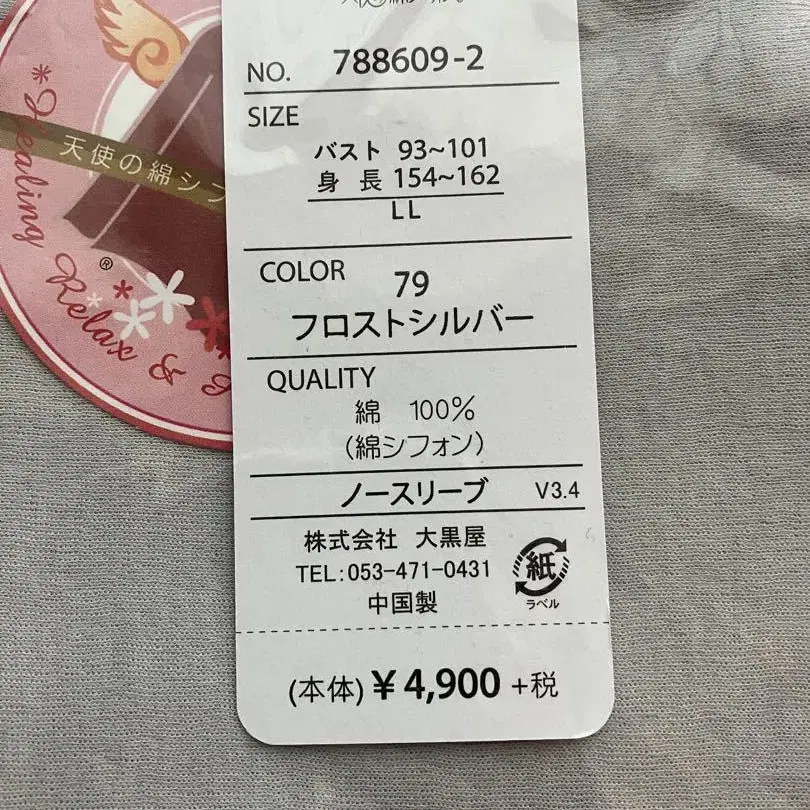 NO. 788609-2
SIZE
バスト 93~101
身 長 154~162
LL
COLOR
79
フロストシルバー
QUALITY
綿 100%
(綿シフォン)
ノースリーブ V3.4
株式会社 大黒屋
TEL:053-471-0431
中国製
紙
ラベル
(本体) ¥4,900 +税
天使の綿シフ
*Healing Relax &
®